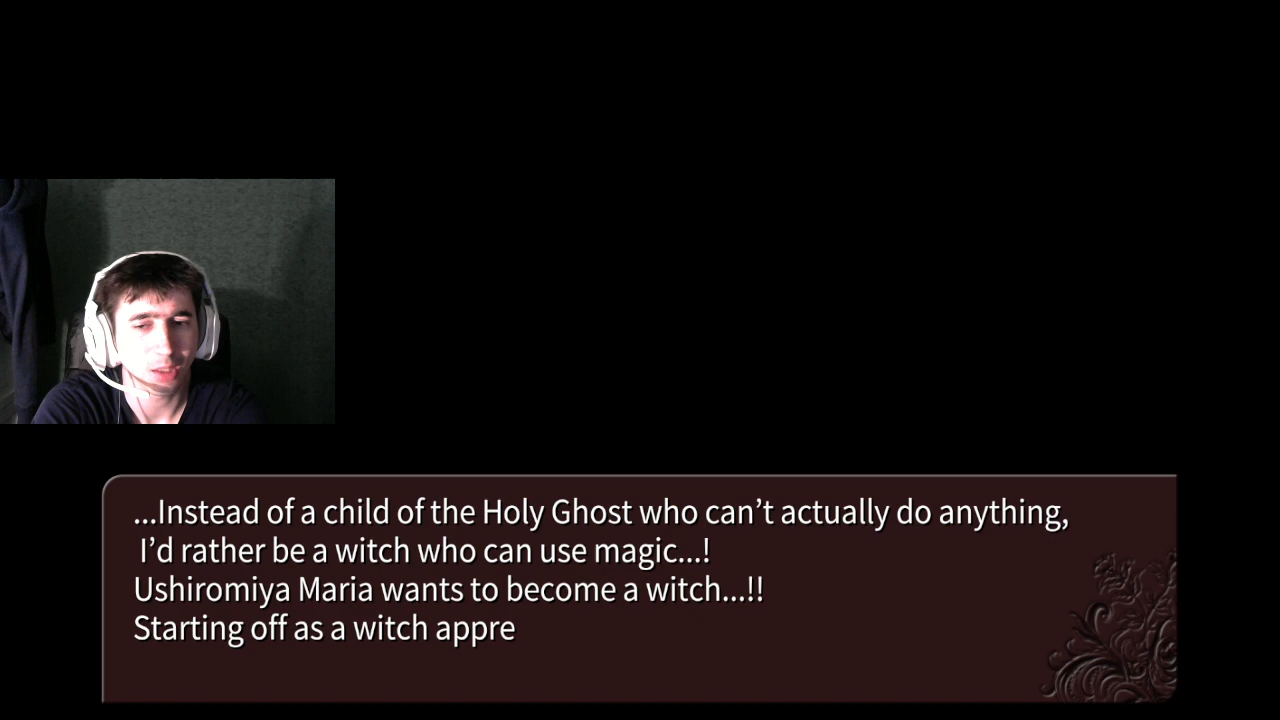 ...Instead of a child of the Holy Ghost who can’t actually do anything,
I’d rather be a witch who can use magic...!
Ushiromiya Maria wants to become a witch...!!
Starting off as a witch appre